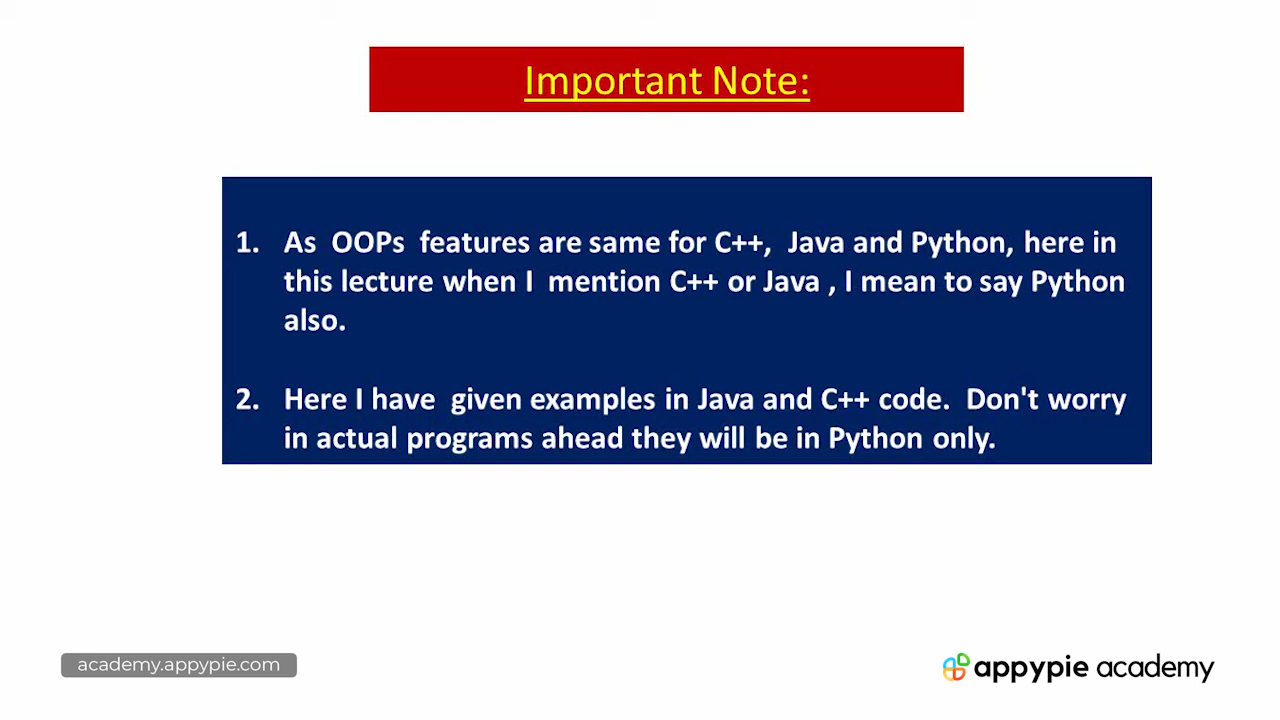 Important Note:
1. As OOPs features are same for C++, Java and Python, here in
this lecture when I mention C++ or Java , I mean to say Python
also.
2. Here I have given examples in Java and C++ code. Don't worry
in actual programs ahead they will be in Python only.
academy.appypie.com
appypie academy